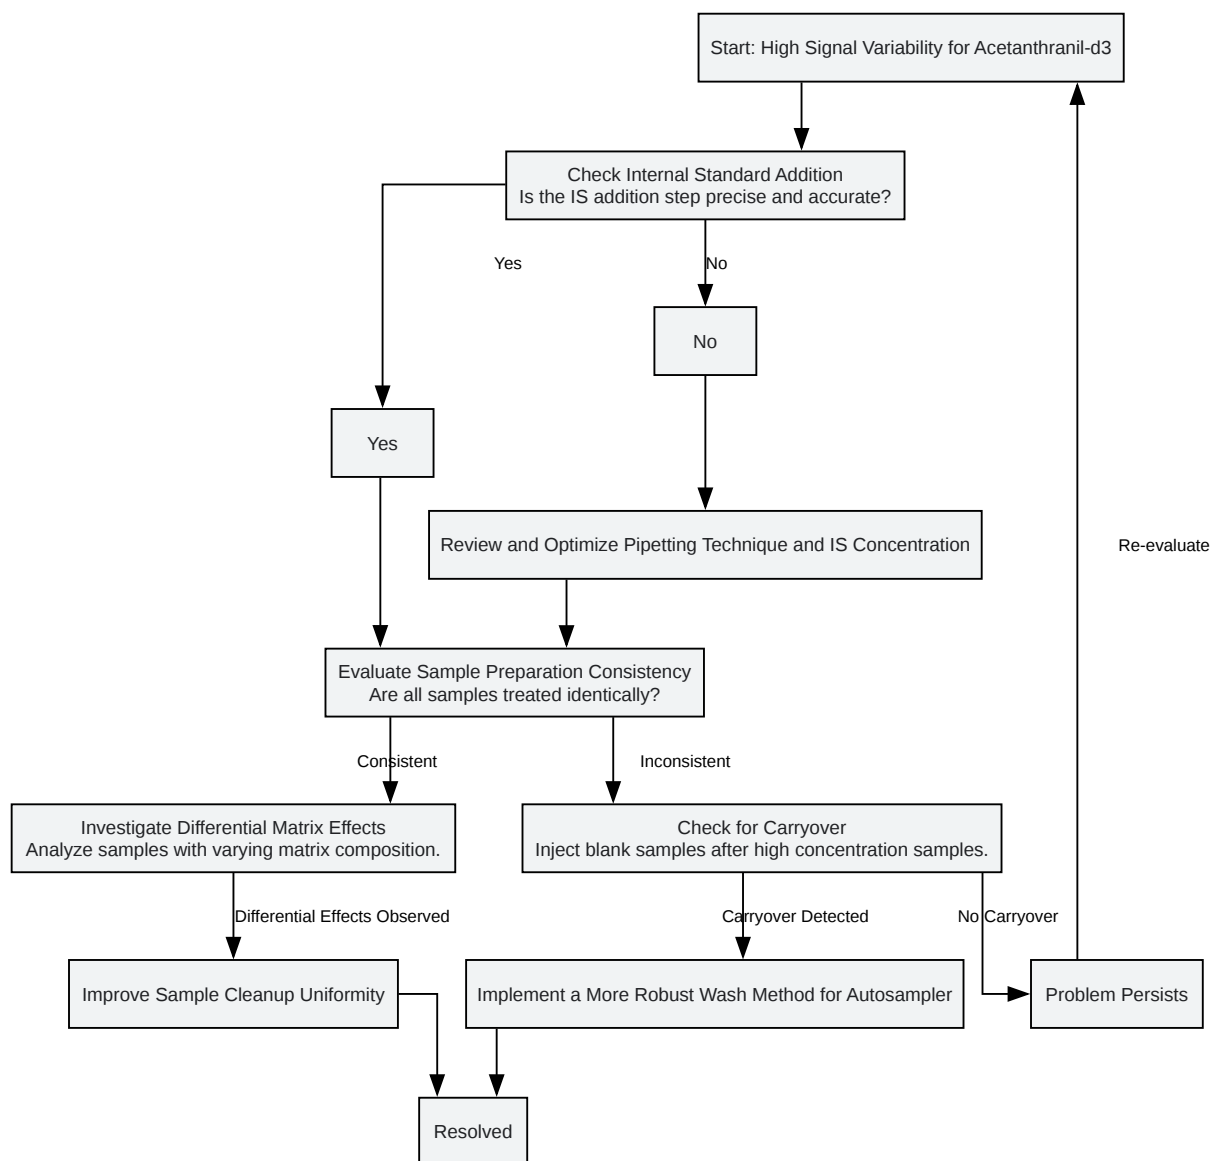 Start: High Signal Variability for Acetanthranil-d3
Check Internal Standard Addition
Is the IS addition step precise and accurate?
Yes
No
No
Yes
Review and Optimize Pipetting Technique and IS Concentration
Re-evaluate
Evaluate Sample Preparation Consistency
Are all samples treated identically?
Consistent
Inconsistent
Investigate Differential Matrix Effects
Analyze samples with varying matrix composition.
Check for Carryover
Inject blank samples after high concentration samples.
Differential Effects Observed
Carryover Detected
No Carryover
Improve Sample Cleanup Uniformity
Implement a More Robust Wash Method for Autosampler
Problem Persists
Resolved